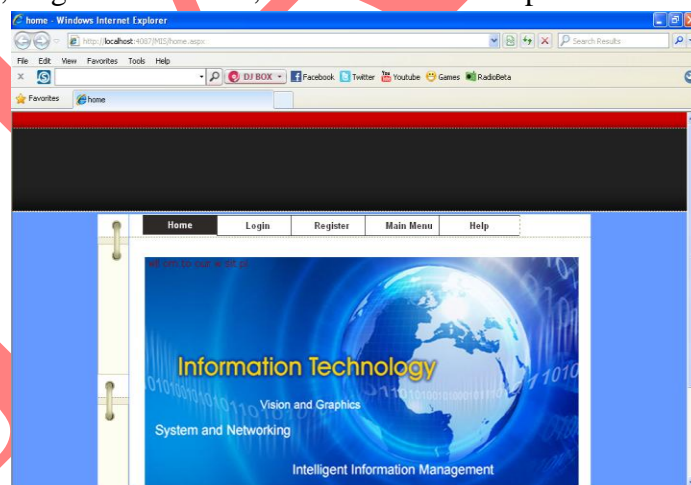 home - Windows Internet Explorer
http://localhost:4087/MIS/home.aspx
Search Results
File Edit View Favorites Tools Help
DJ BOX Facebook Twitter Youtube Games RadioBeta
Favorites home
Home Login Register Main Menu Help
Information Technology
Vision and Graphics
System and Networking
Intelligent Information Management